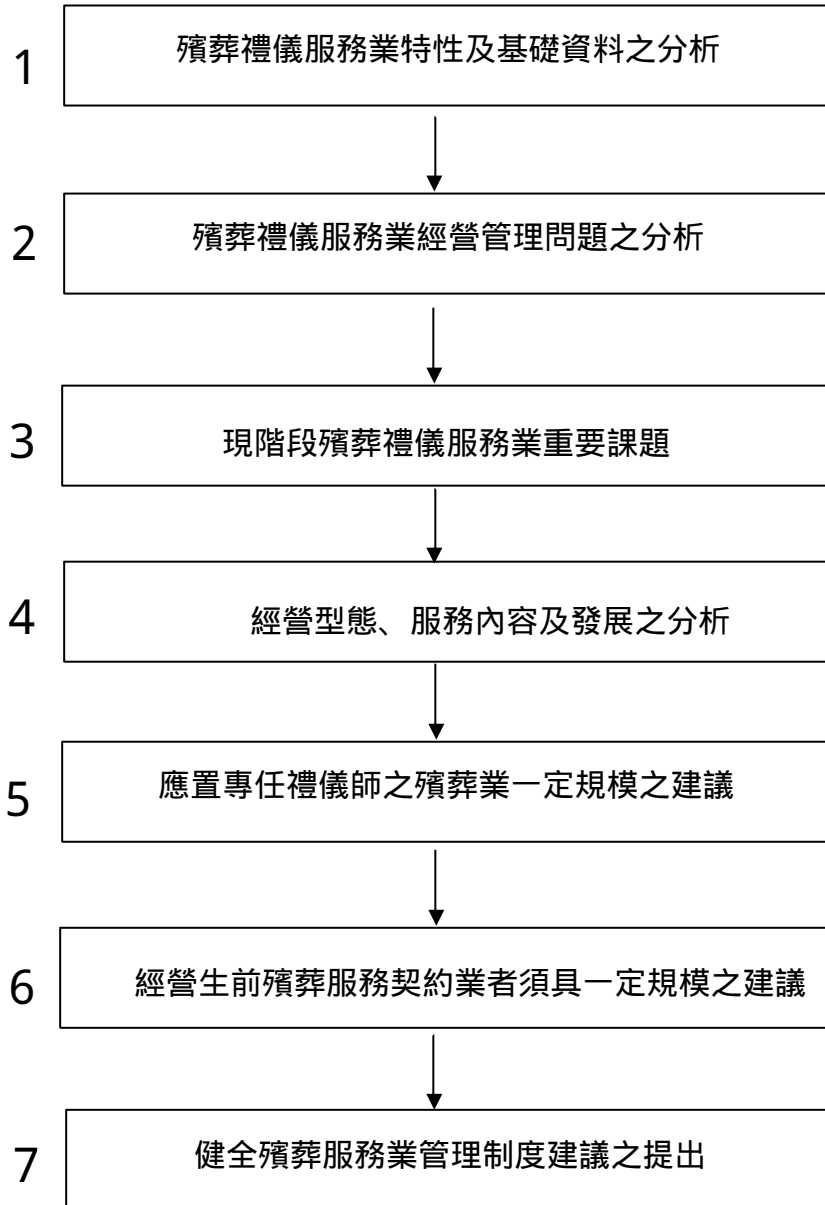 1 殯葬禮儀服務業特性及基礎資料之分析
2 殯葬禮儀服務業經營管理問題之分析
3 現階段殯葬禮儀服務業重要課題
4 經營型態、服務內容及發展之分析
5 應置專任禮儀師之殯葬業一定規模之建議
6 經營生前殯葬服務契約業者須具一定規模之建議
7 健全殯葬服務業管理制度建議之提出